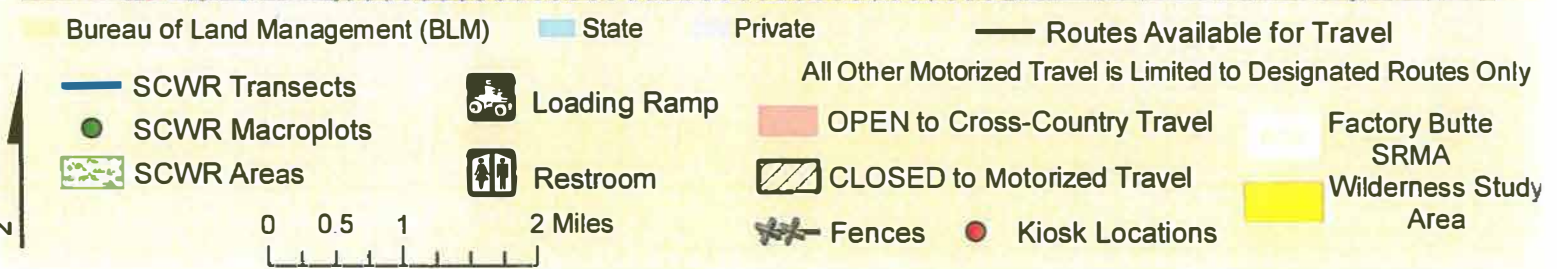 Bureau of Land Management (BLM) State Private Routes Available for Travel
All Other Motorized Travel is Limited to Designated Routes Only
SCWR Transects
SCWR Macroplots
SCWR Areas
Loading Ramp
Restroom
OPEN to Cross-Country Travel
CLOSED to Motorized Travel
Fences Kiosk Locations
Factory Butte
SRMA
Wilderness Study
Area
N
0 0.5 1 2 Miles